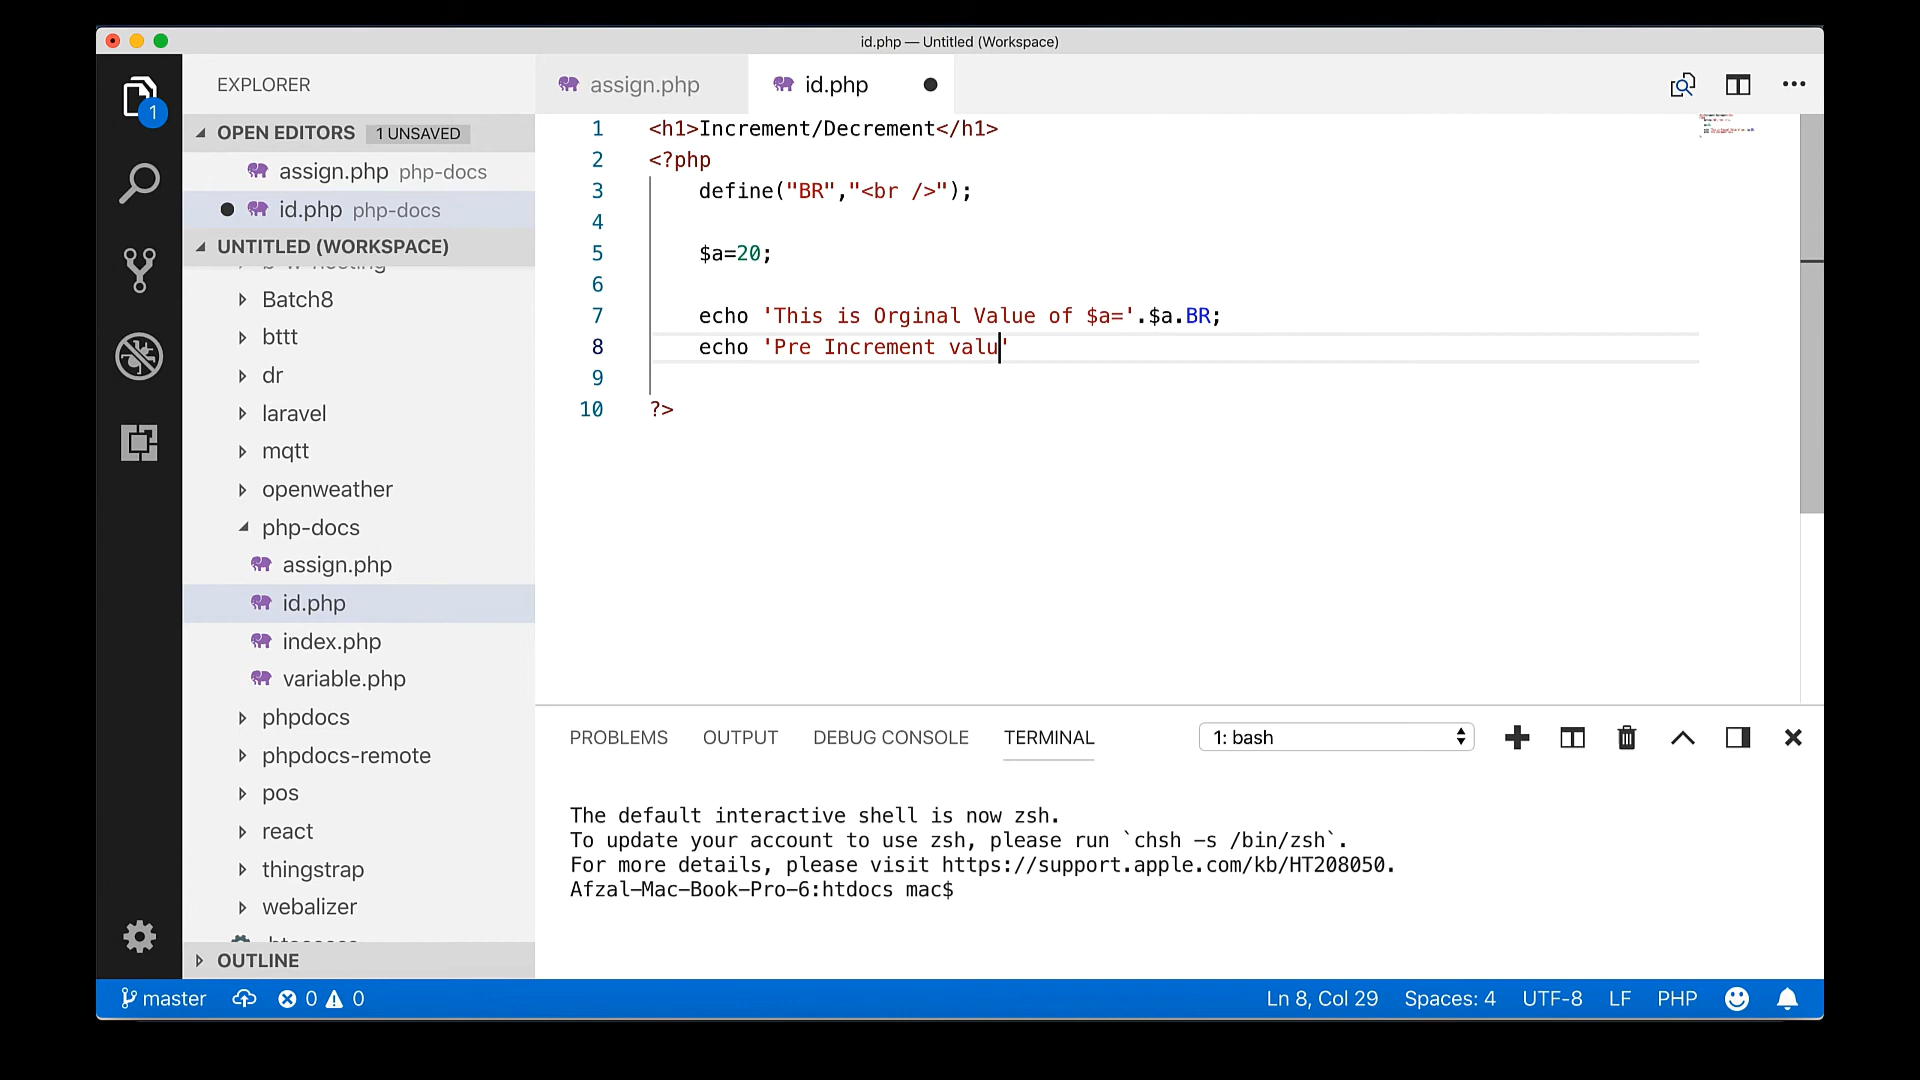 id.php — Untitled (Workspace)
EXPLORER
assign.php
id.php
1
OPEN EDITORS 1 UNSAVED
assign.php php-docs
id.php php-docs
UNTITLED (WORKSPACE)
Batch8
bttt
dr
laravel
mqtt
openweather
php-docs
assign.php
id.php
index.php
variable.php
phpdocs
phpdocs-remote
pos
react
thingstrap
webalizer
OUTLINE
1 <h1>Increment/Decrement</h1>
2 <?php
3 define("BR","<br />");
4
5 $a=20;
6
7 echo 'This is Orginal Value of $a='.$a.BR;
8 echo 'Pre Increment valu'
9
10 ?>
PROBLEMS OUTPUT DEBUG CONSOLE TERMINAL 1: bash
The default interactive shell is now zsh.
To update your account to use zsh, please run `chsh -s /bin/zsh`.
For more details, please visit https://support.apple.com/kb/HT208050.
Afzal-Mac-Book-Pro-6:htdocs mac$
master 0 0 Ln 8, Col 29 Spaces: 4 UTF-8 LF PHP